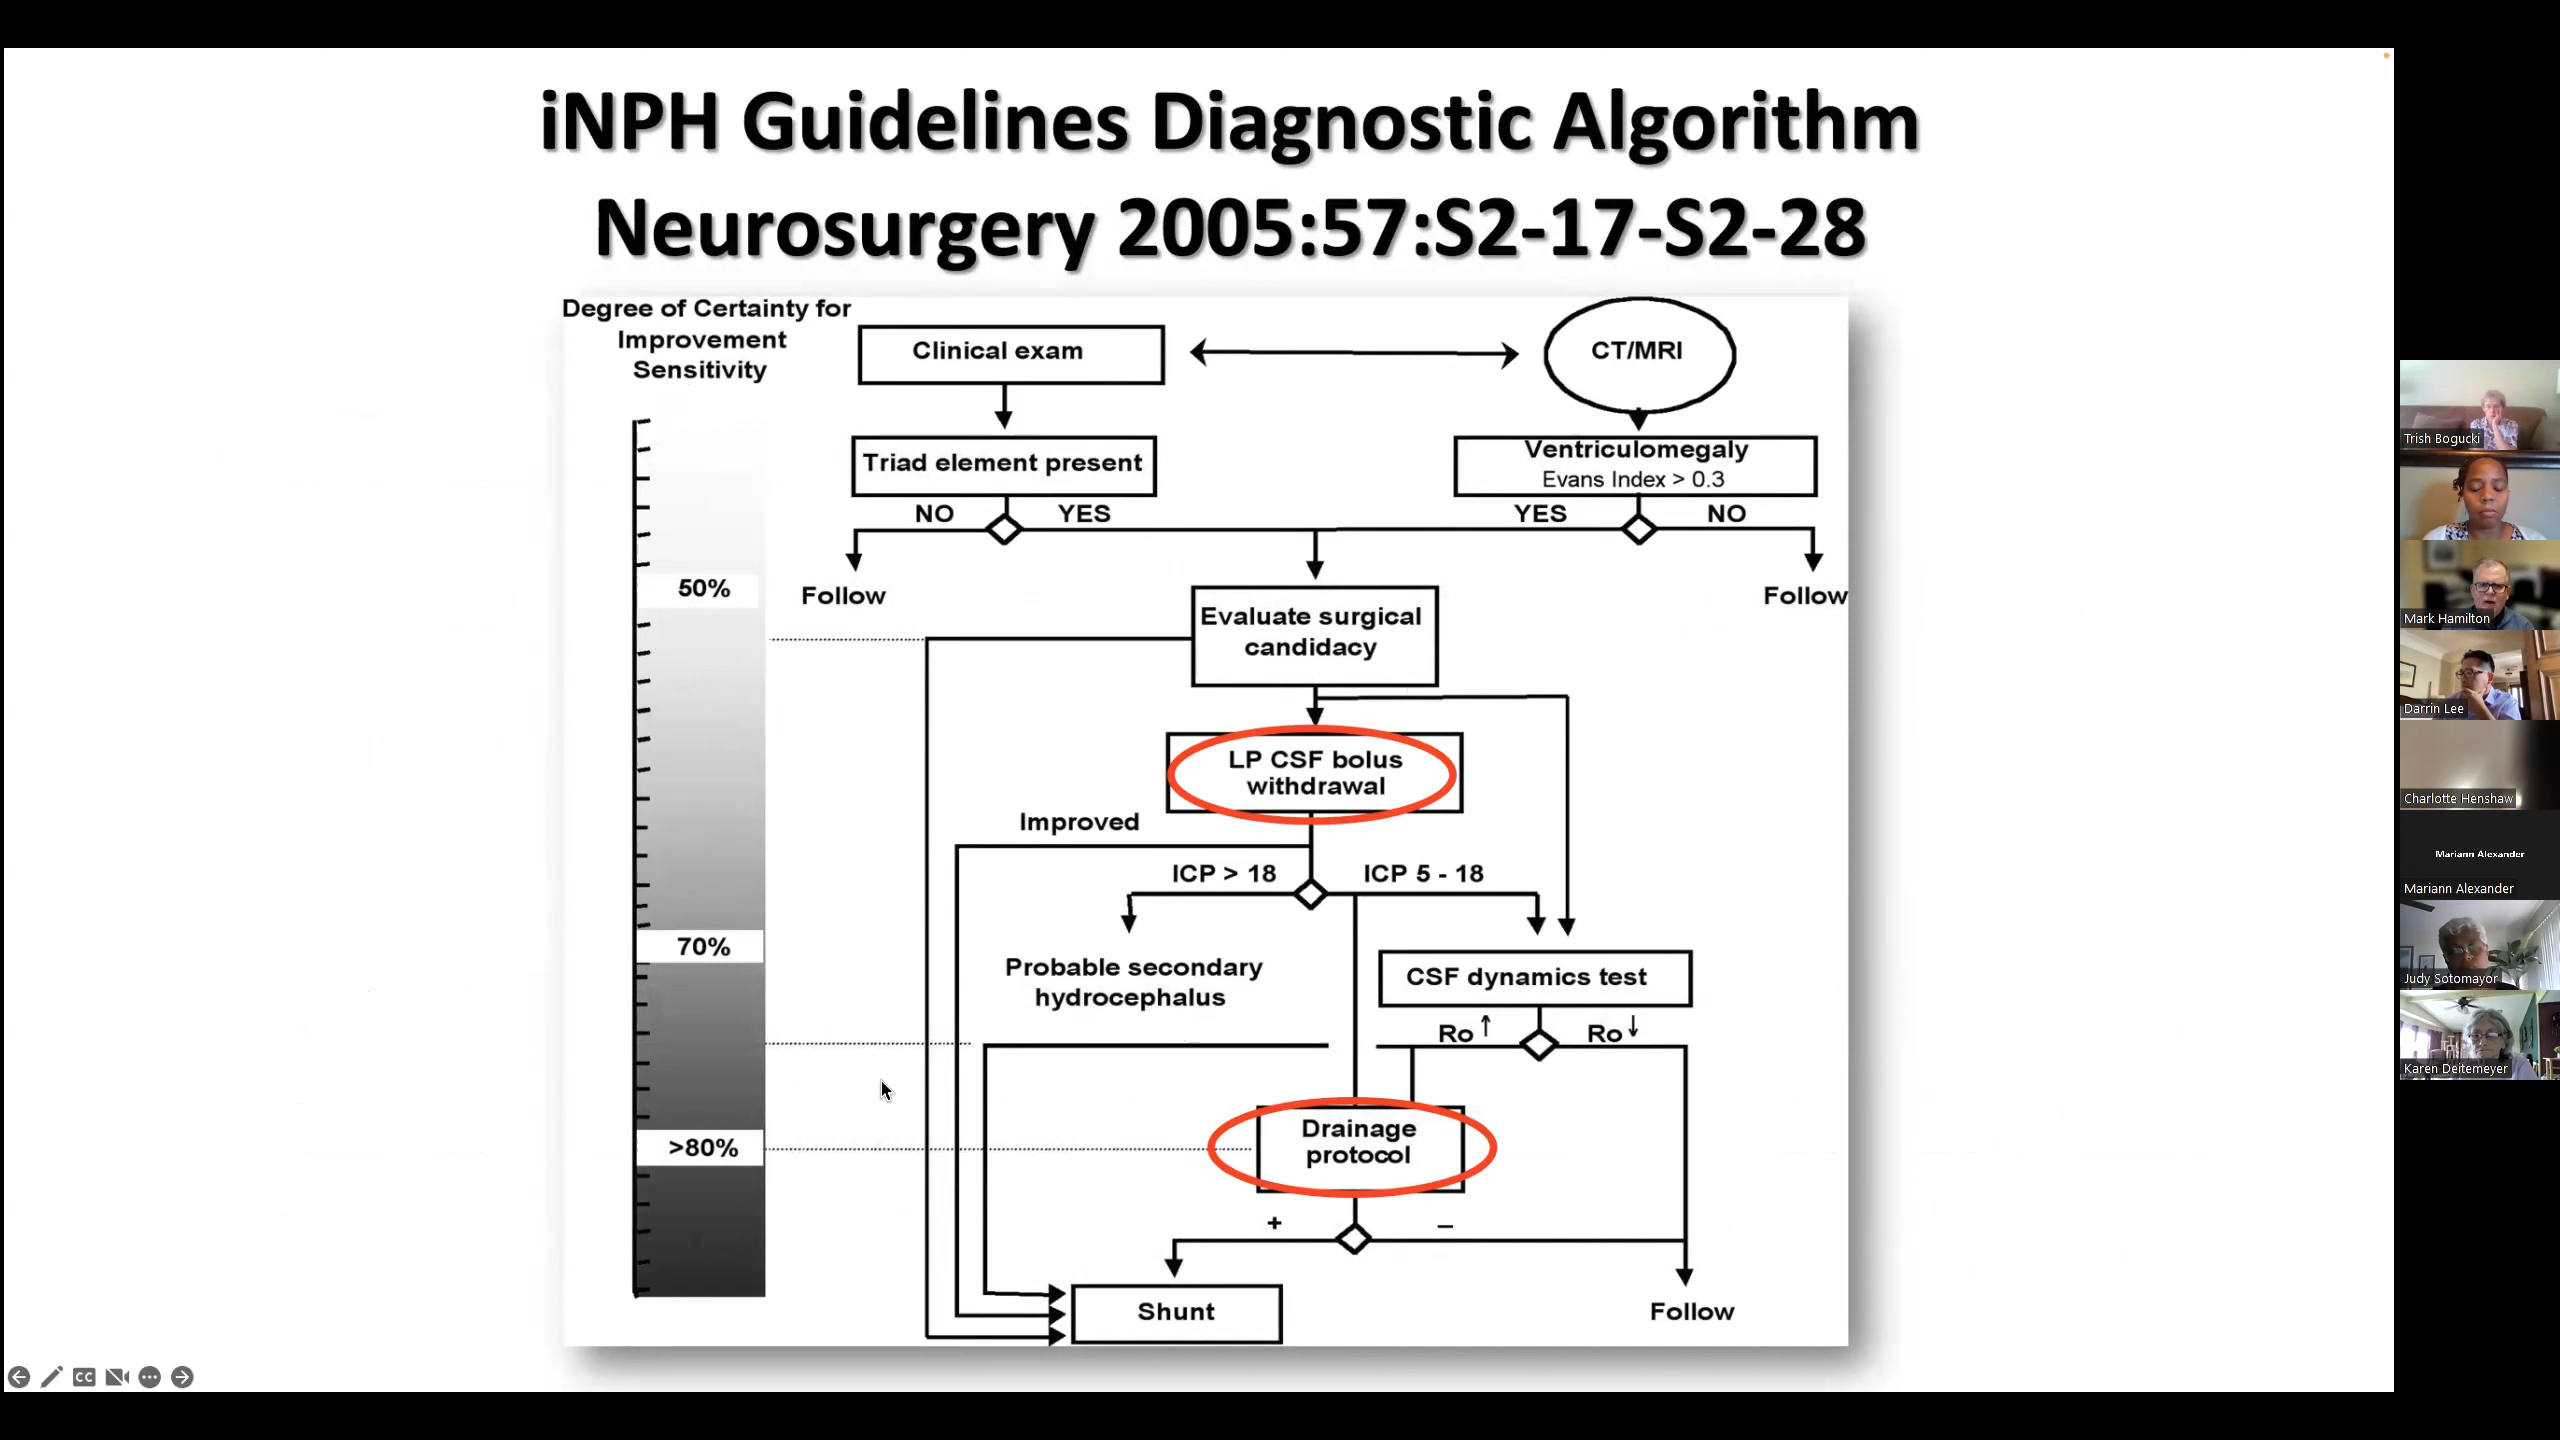 iNPH Guidelines Diagnostic Algorithm
Neurosurgery 2005:57:S2-17-S2-28
Degree of Certainty for
Improvement
Sensitivity
Clinical exam
CT/MRI
Triad element present
Ventriculomegaly
Evans Index > 0.3
NO
YES
YES
NO
50%
Follow
Follow
Evaluate surgical
candidacy
LP CSF bolus
withdrawal
Improved
ICP > 18
ICP 5 - 18
70%
Probable secondary
hydrocephalus
CSF dynamics test
Ro ↑
Ro ↓
>80%
Drainage
protocol
+
–
Shunt
Follow
CC
Trish Bogucki
Mark Hamilton
Darrin Lee
Charlotte Henshaw
Mariann Alexander
Mariann Alexander
Judy Sotomayor
Karen Deitemeyer